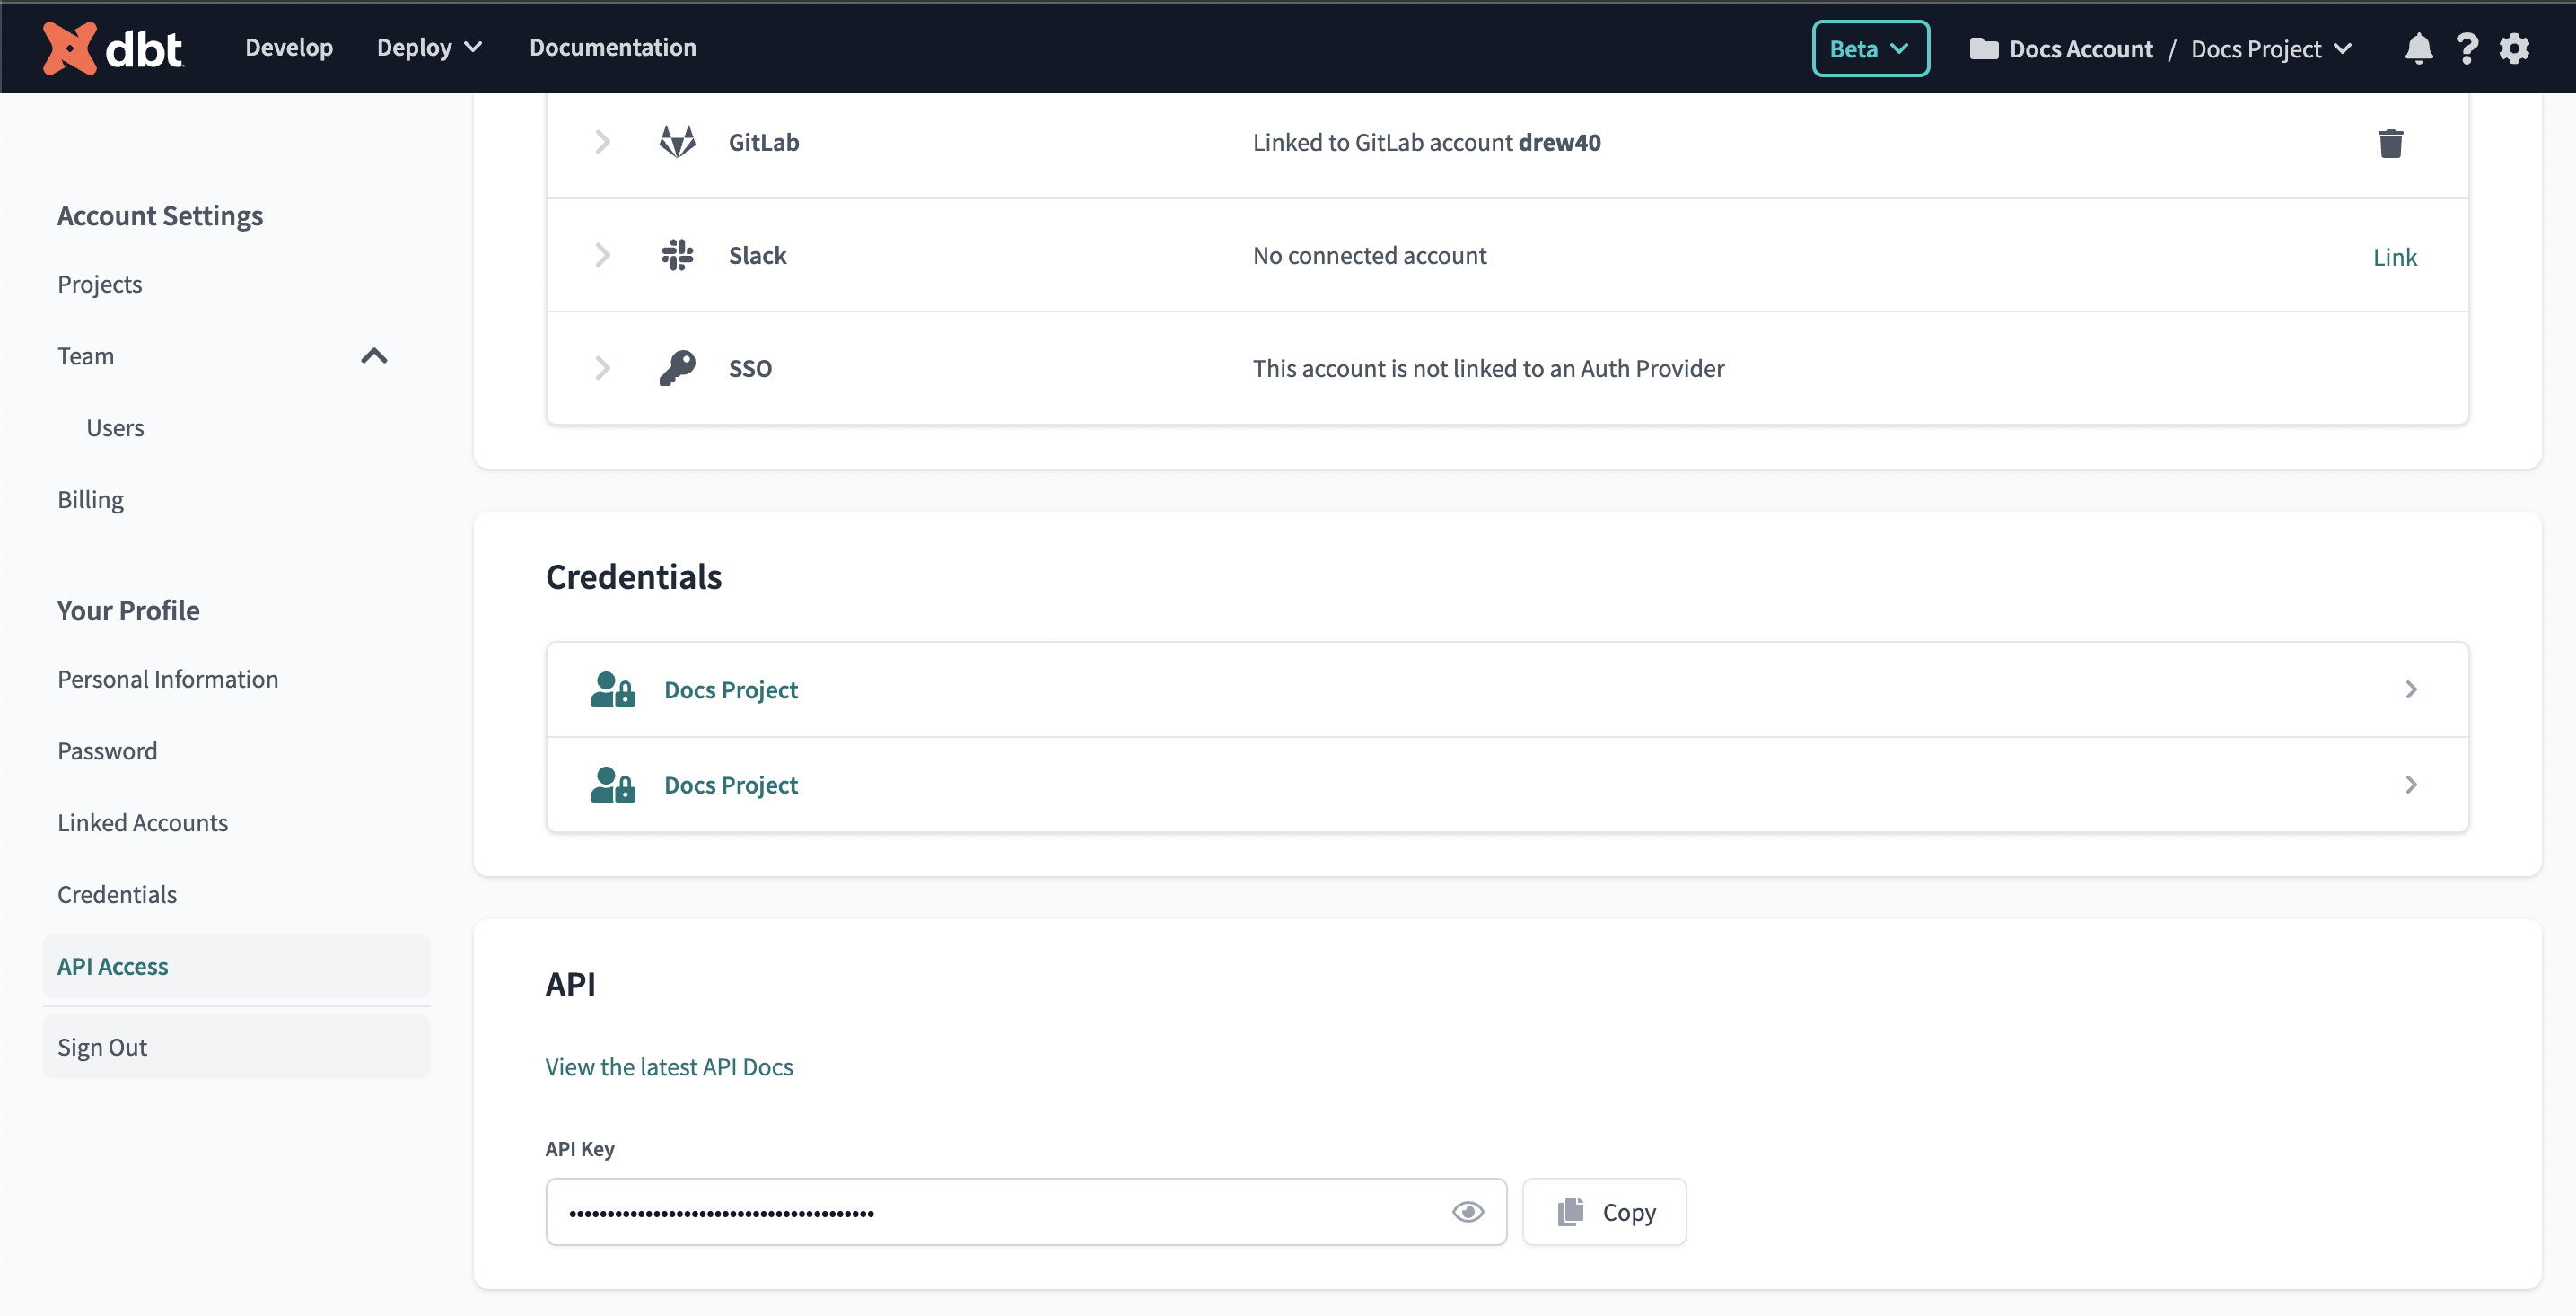 dbt
Develop
Deploy
Documentation
Beta
Docs Account / Docs Project
Account Settings
Projects
Team
Users
Billing
Your Profile
Personal Information
Password
Linked Accounts
Credentials
API Access
Sign Out
GitLab
Linked to GitLab account drew40
Slack
No connected account
Link
SSO
This account is not linked to an Auth Provider
Credentials
Docs Project
Docs Project
API
View the latest API Docs
API Key
••••••••••••••••••••••••••••••••••••••••
Copy